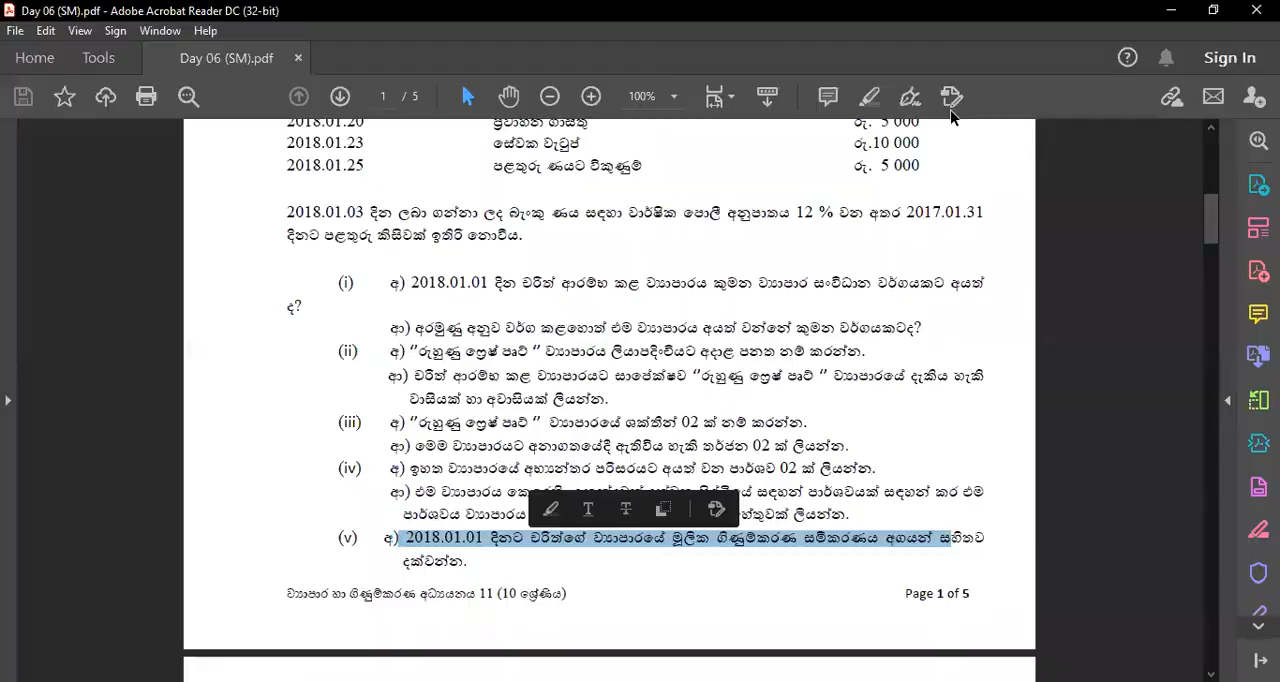 Day 06 (SM).pdf - Adobe Acrobat Reader DC (32-bit)
File Edit View Sign Window Help
Home Tools Day 06 (SM).pdf × Sign In
1 / 5 100%
2018.01.20 ප්‍රවාහන ගාස්තු රු. 5 000
2018.01.23 සේවක වැටුප් රු.10 000
2018.01.25 පළතුරු ණයට විකුණුම් රු. 5 000
2018.01.03 දින ලබා ගන්නා ලද බැංකු ණය සඳහා වාර්ෂික පොලී අනුපාතය 12 % වන අතර 2017.01.31
දිනට පළතුරු කිසිවක් ඉතිරි නොවීය.
(i) අ) 2018.01.01 දින චරිත් ආරම්භ කළ ව්‍යාපාරය කුමන ව්‍යාපාර සංවිධාන වර්ගයකට අයත්
ද?
ආ) අරමුණු අනුව වර්ග කළහොත් එම ව්‍යාපාරය අයත් වන්නේ කුමන වර්ගයකටද?
(ii) අ) ‘‘රුහුණු ෆ්‍රෙෂ් පෘට් ‘‘ ව්‍යාපාරය ලියාපදිංචියට අදාළ පනත නම් කරන්න.
ආ) චරිත් ආරම්භ කළ ව්‍යාපාරයට සාපේක්ෂව ‘‘රුහුණු ෆ්‍රෙෂ් පෘට් ‘‘ ව්‍යාපාරයේ දැකිය හැකි
වාසියක් හා අවාසියක් ලියන්න.
(iii) අ) ‘‘රුහුණු ෆ්‍රෙෂ් පෘට් ‘‘ ව්‍යාපාරයේ ශක්තීන් 02 ක් නම් කරන්න.
ආ) මෙම ව්‍යාපාරයට අනාගතයේදී ඇතිවිය හැකි තර්ජන 02 ක් ලියන්න.
(iv) අ) ඉහත ව්‍යාපාරයේ අභ්‍යන්තර පරිසරයට අයත් වන පාර්ශව 02 ක් ලියන්න.
ආ) එම ව්‍යාපාරය සඳහන් පාර්ශවයක් සඳහන් කර එම
පාර්ශවය ව්‍යාපාර ලියන්න.
(v) අ) 2018.01.01 දිනට චරිත්ගේ ව්‍යාපාරයේ මූලික ගිණුම්කරණ සමීකරණය අගයන් සහිතව
දක්වන්න.
ව්‍යාපාර හා ගිණුම්කරණ අධ්‍යයනය 11 (10 ශ්‍රේණිය) Page 1 of 5